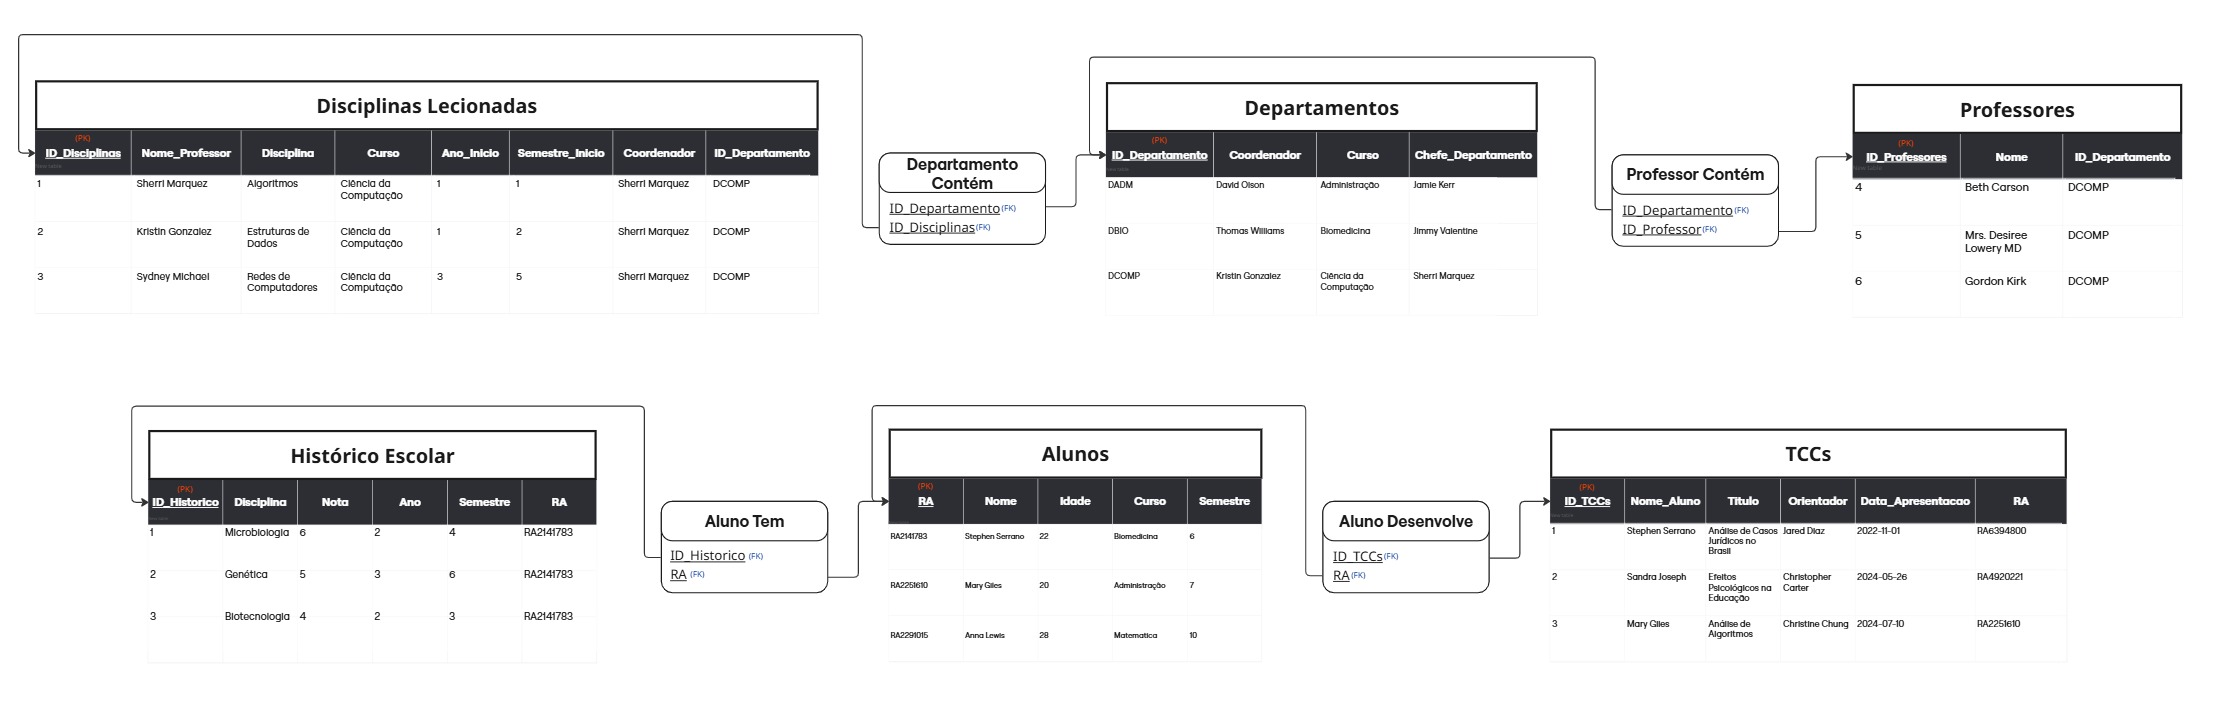 Disciplinas Lecionadas
(PK)
ID_Disciplinas Nome_Professor Disciplina Curso Ano_Inicio Semestre_Inicio Coordenador ID_Departamento
1 Sherri Marquez Algoritmos Ciência da Computação 1 1 Sherri Marquez DCOMP
2 Kristin Gonzalez Estruturas de Dados Ciência da Computação 1 2 Sherri Marquez DCOMP
3 Sydney Michael Redes de Computadores Ciência da Computação 3 5 Sherri Marquez DCOMP
Departamento
Contém
ID_Departamento (FK)
ID_Disciplinas (FK)
Departamentos
(PK)
ID_Departamento Coordenador Curso Chefe_Departamento
DADM David Olson Administração Jamie Kerr
DBIO Thomas Williams Biomedicina Jimmy Valentine
DCOMP Kristin Gonzalez Ciência da Computação Sherri Marquez
Professor Contém
ID_Departamento (FK)
ID_Professor (FK)
Professores
(PK)
ID_Professores Nome ID_Departamento
4 Beth Carson DCOMP
5 Mrs. Desiree Lowery MD DCOMP
6 Gordon Kirk DCOMP
Histórico Escolar
(PK)
ID_Historico Disciplina Nota Ano Semestre RA
1 Microbiologia 6 2 4 RA2141783
2 Genética 5 3 6 RA2141783
3 Biotecnologia 4 2 3 RA2141783
Aluno Tem
ID_Historico (FK)
RA (FK)
Alunos
(PK)
RA Nome Idade Curso Semestre
RA2141783 Stephen Serrano 22 Biomedicina 6
RA2251610 Mary Giles 20 Administração 7
RA2291015 Anna Lewis 28 Matematica 10
Aluno Desenvolve
ID_TCCs (FK)
RA (FK)
TCCs
(PK)
ID_TCCs Nome_Aluno Título Orientador Data_Apresentacao RA
1 Stephen Serrano Análise de Casos Jurídicos no Brasil Jared Diaz 2022-11-01 RA6394800
2 Sandra Joseph Efeitos Psicológicos na Educação Christopher Carter 2024-05-26 RA4920221
3 Mary Giles Análise de Algoritmos Christine Chung 2024-07-10 RA2251610